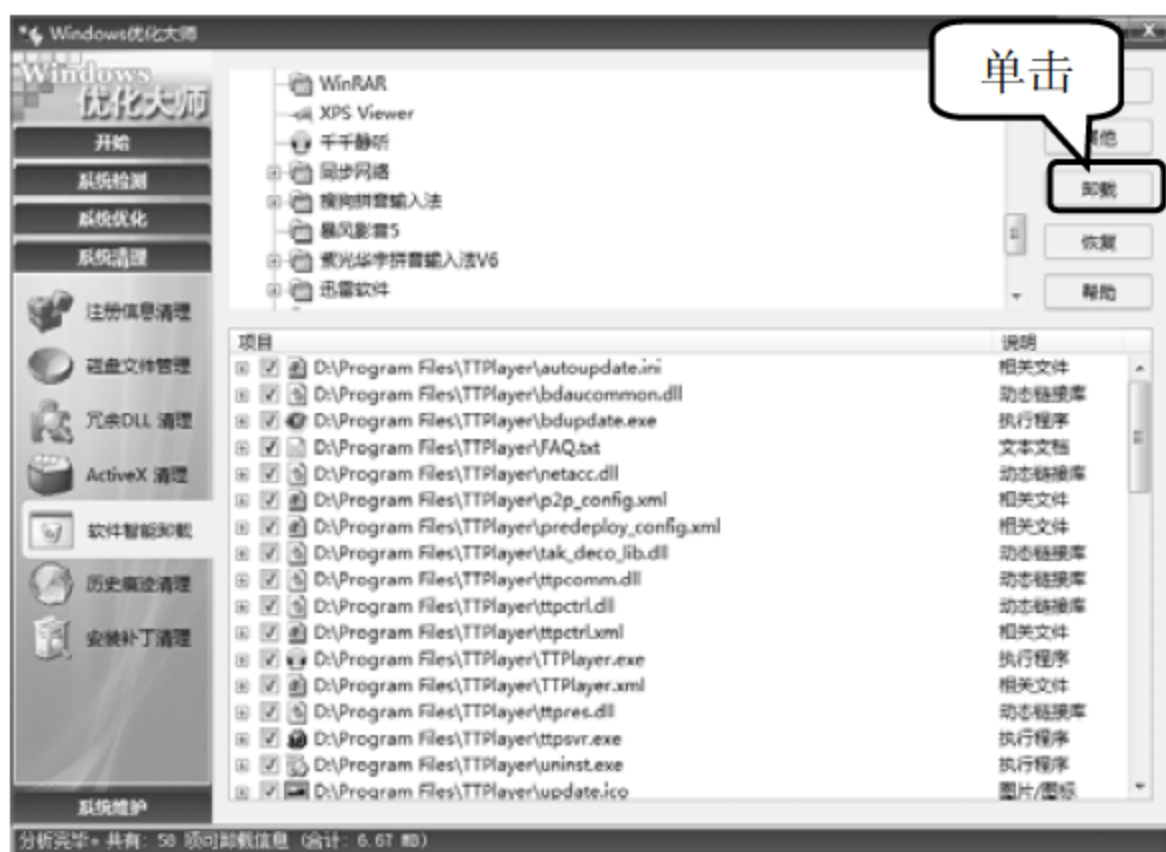 Windows优化大师
单击
Windows
优化大师
开始
系统检测
系统优化
系统清理
注册信息清理
磁盘文件管理
冗余DLL 清理
ActiveX 清理
软件智能卸载
历史痕迹清理
安装补丁清理
系统维护
WinRAR
XPS Viewer
千千静听
同步网络
搜狗拼音输入法
暴风影音5
紫光华宇拼音输入法V6
迅雷软件
其他
卸载
恢复
帮助
项目 说明
D:\Program Files\TTPlayer\autoupdate.ini 相关文件
D:\Program Files\TTPlayer\bdaucommon.dll 动态链接库
D:\Program Files\TTPlayer\bdupdate.exe 执行程序
D:\Program Files\TTPlayer\FAQ.txt 文本文档
D:\Program Files\TTPlayer\netacc.dll 动态链接库
D:\Program Files\TTPlayer\p2p_config.xml 相关文件
D:\Program Files\TTPlayer\predeploy_config.xml 相关文件
D:\Program Files\TTPlayer\tak_deco_lib.dll 动态链接库
D:\Program Files\TTPlayer\ttpcomm.dll 动态链接库
D:\Program Files\TTPlayer\ttpctrl.dll 动态链接库
D:\Program Files\TTPlayer\ttpctrl.xml 相关文件
D:\Program Files\TTPlayer\TTPlayer.exe 执行程序
D:\Program Files\TTPlayer\TTPlayer.xml 相关文件
D:\Program Files\TTPlayer\ttpres.dll 动态链接库
D:\Program Files\TTPlayer\ttpsvr.exe 执行程序
D:\Program Files\TTPlayer\uninst.exe 执行程序
D:\Program Files\TTPlayer\update.ico 图片/图标
分析完毕。共有: 58 项可卸载信息 (合计: 6.67 MB)